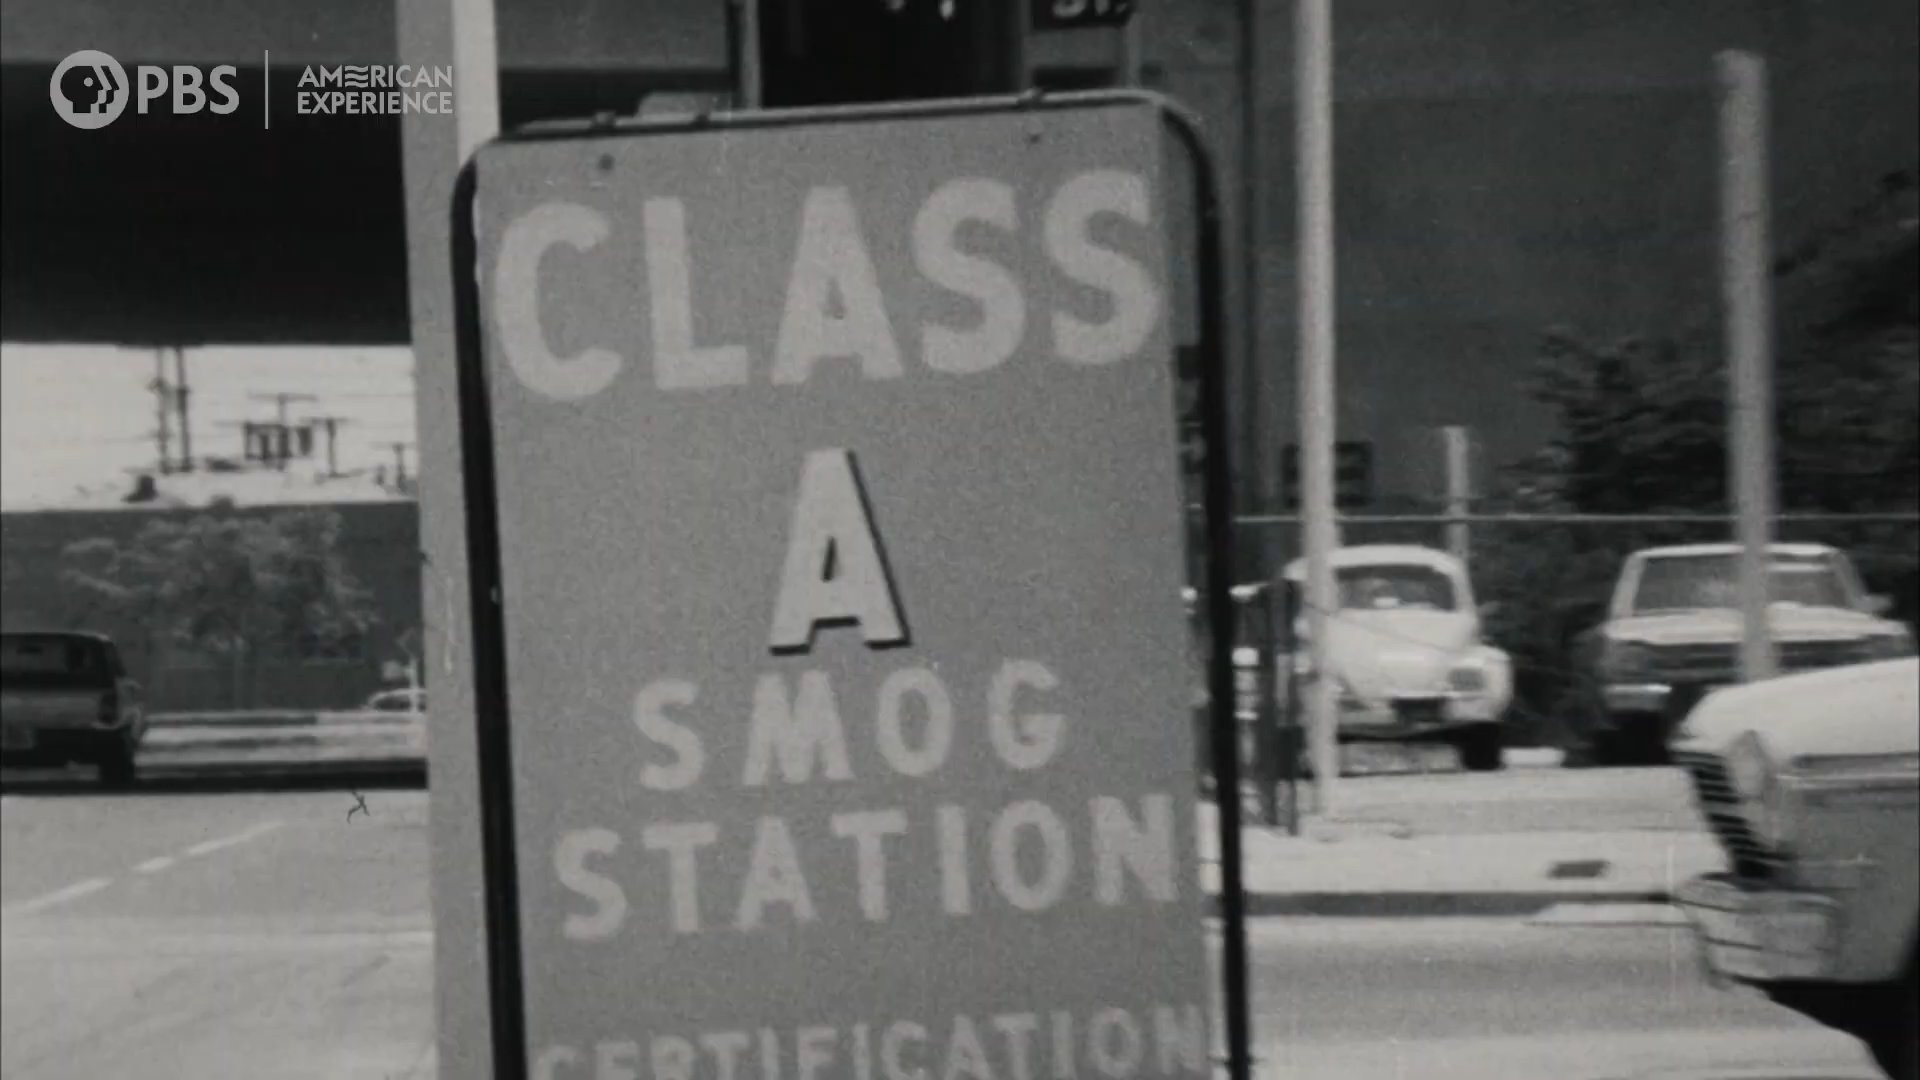 PBS
AMERICAN
EXPERIENCE
CLASS
A
SMOG
STATION
CERTIFICATION